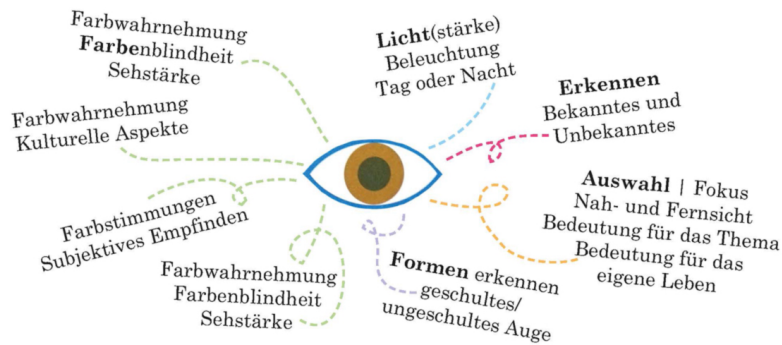 Farbwahrnehmung
Farbenblindheit
Sehstärke
Licht(stärke)
Beleuchtung
Tag oder Nacht
Erkennen
Bekanntes und
Unbekanntes
Farbwahrnehmung
Kulturelle Aspekte
Auswahl | Fokus
Nah- und Fernsicht
Bedeutung für das Thema
Bedeutung für das
eigene Leben
Farbstimmungen
Subjektives Empfinden
Farbwahrnehmung
Farbenblindheit
Sehstärke
Formen erkennen
geschultes/
ungeschultes Auge